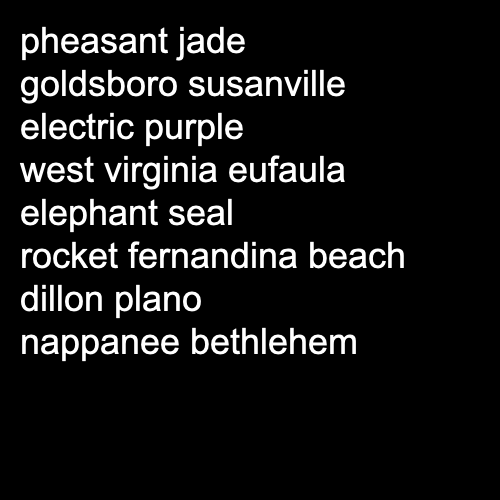 pheasant jade
goldsboro susanville
electric purple
west virginia eufaula
elephant seal
rocket fernandina beach
dillon plano
nappanee bethlehem